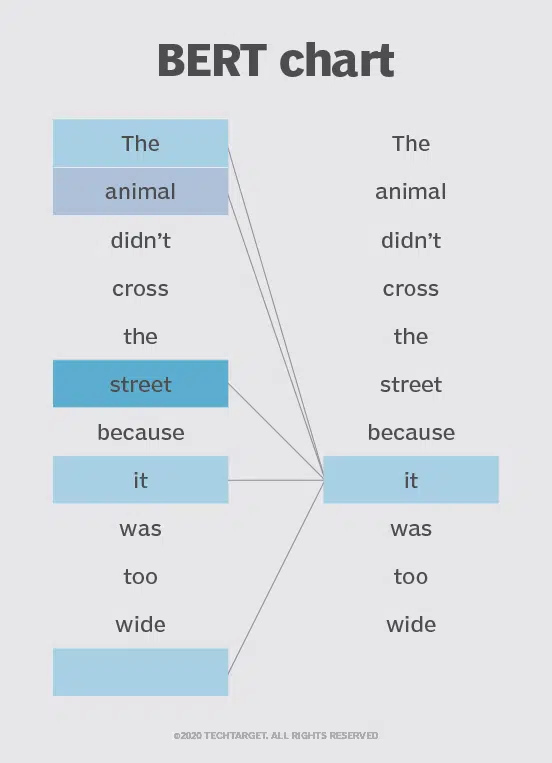 BERT chart
The The
animal animal
didn’t didn’t
cross cross
the the
street street
because because
it it
was was
too too
wide wide
©2020 TECHTARGET. ALL RIGHTS RESERVED